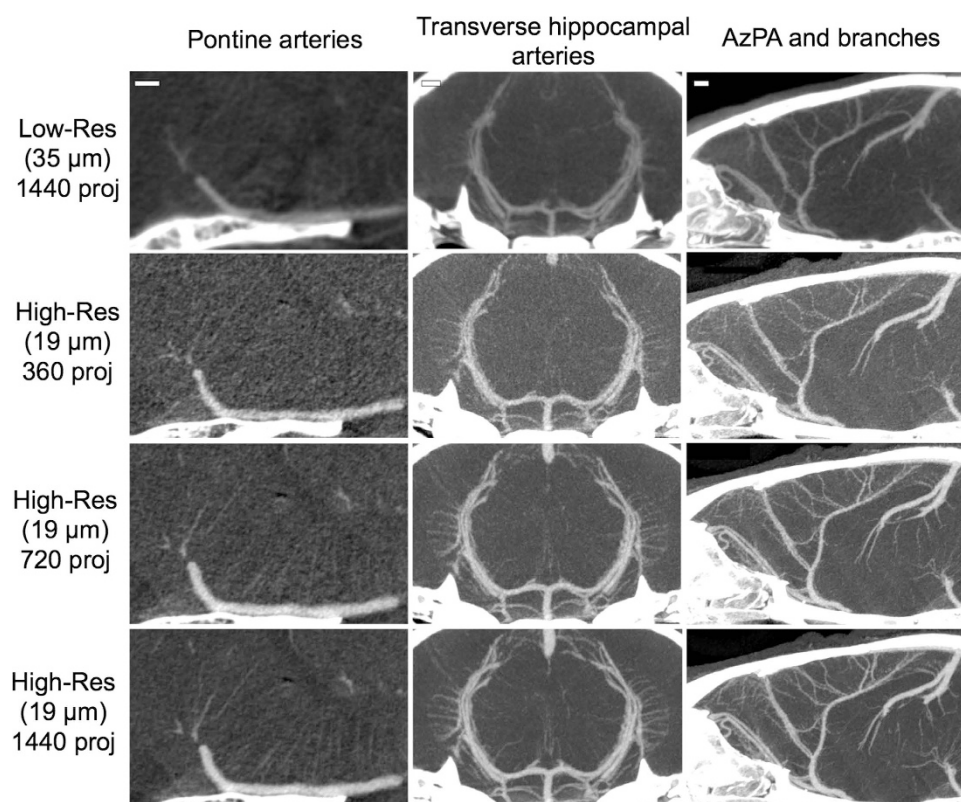 Pontine arteries
Transverse hippocampal
arteries
AzPA and branches
Low-Res
(35 µm)
1440 proj
High-Res
(19 µm)
360 proj
High-Res
(19 µm)
720 proj
High-Res
(19 µm)
1440 proj